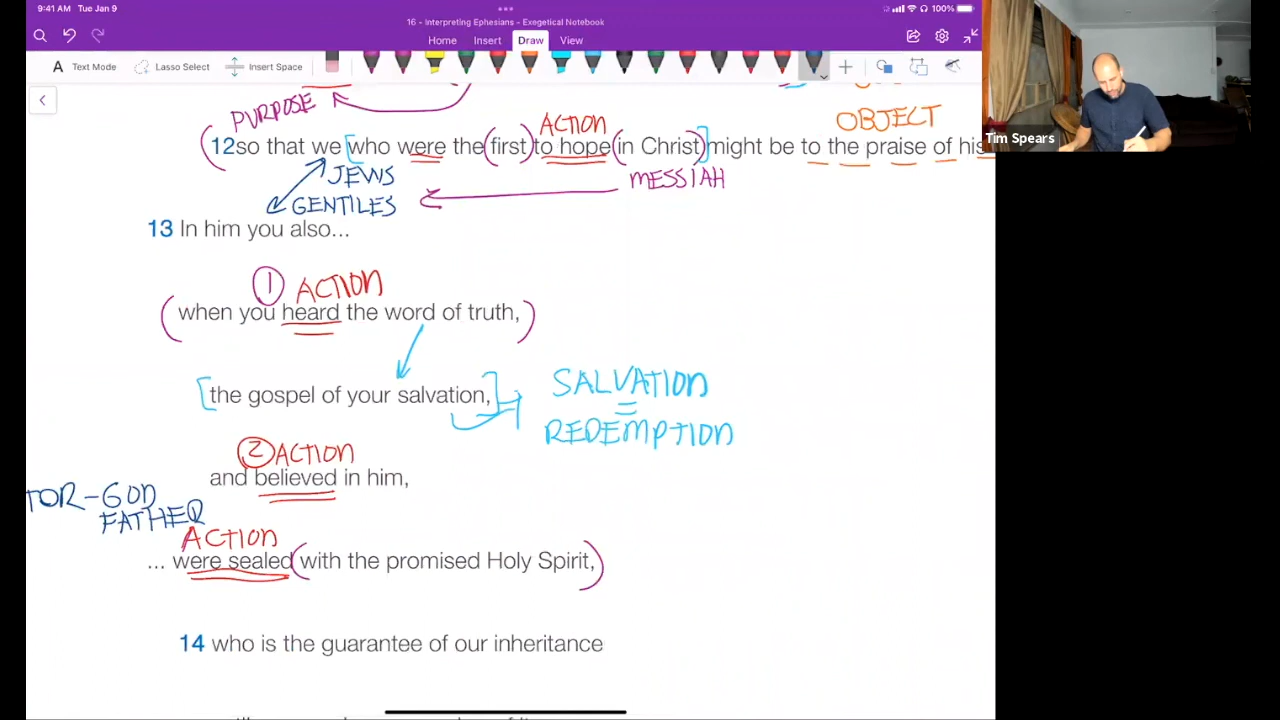 9:41 AM Tue Jan 9
100%
16 - Interpreting Ephesians - Exegetical Notebook
Home Insert Draw View
Text Mode Lasso Select Insert Space
PURPOSE
ACTION
OBJECT
Tim Spears
12so that we [who were the (first) to hope (in Christ)] might be to the praise of his
JEWS
MESSIAH
GENTILES
13 In him you also...
1 ACTION
(when you heard the word of truth,)
[the gospel of your salvation,]
SALVATION
=
REDEMPTION
2 ACTION
and believed in him,
TOR-GOD
FATHER
ACTION
... were sealed (with the promised Holy Spirit,)
14 who is the guarantee of our inheritance